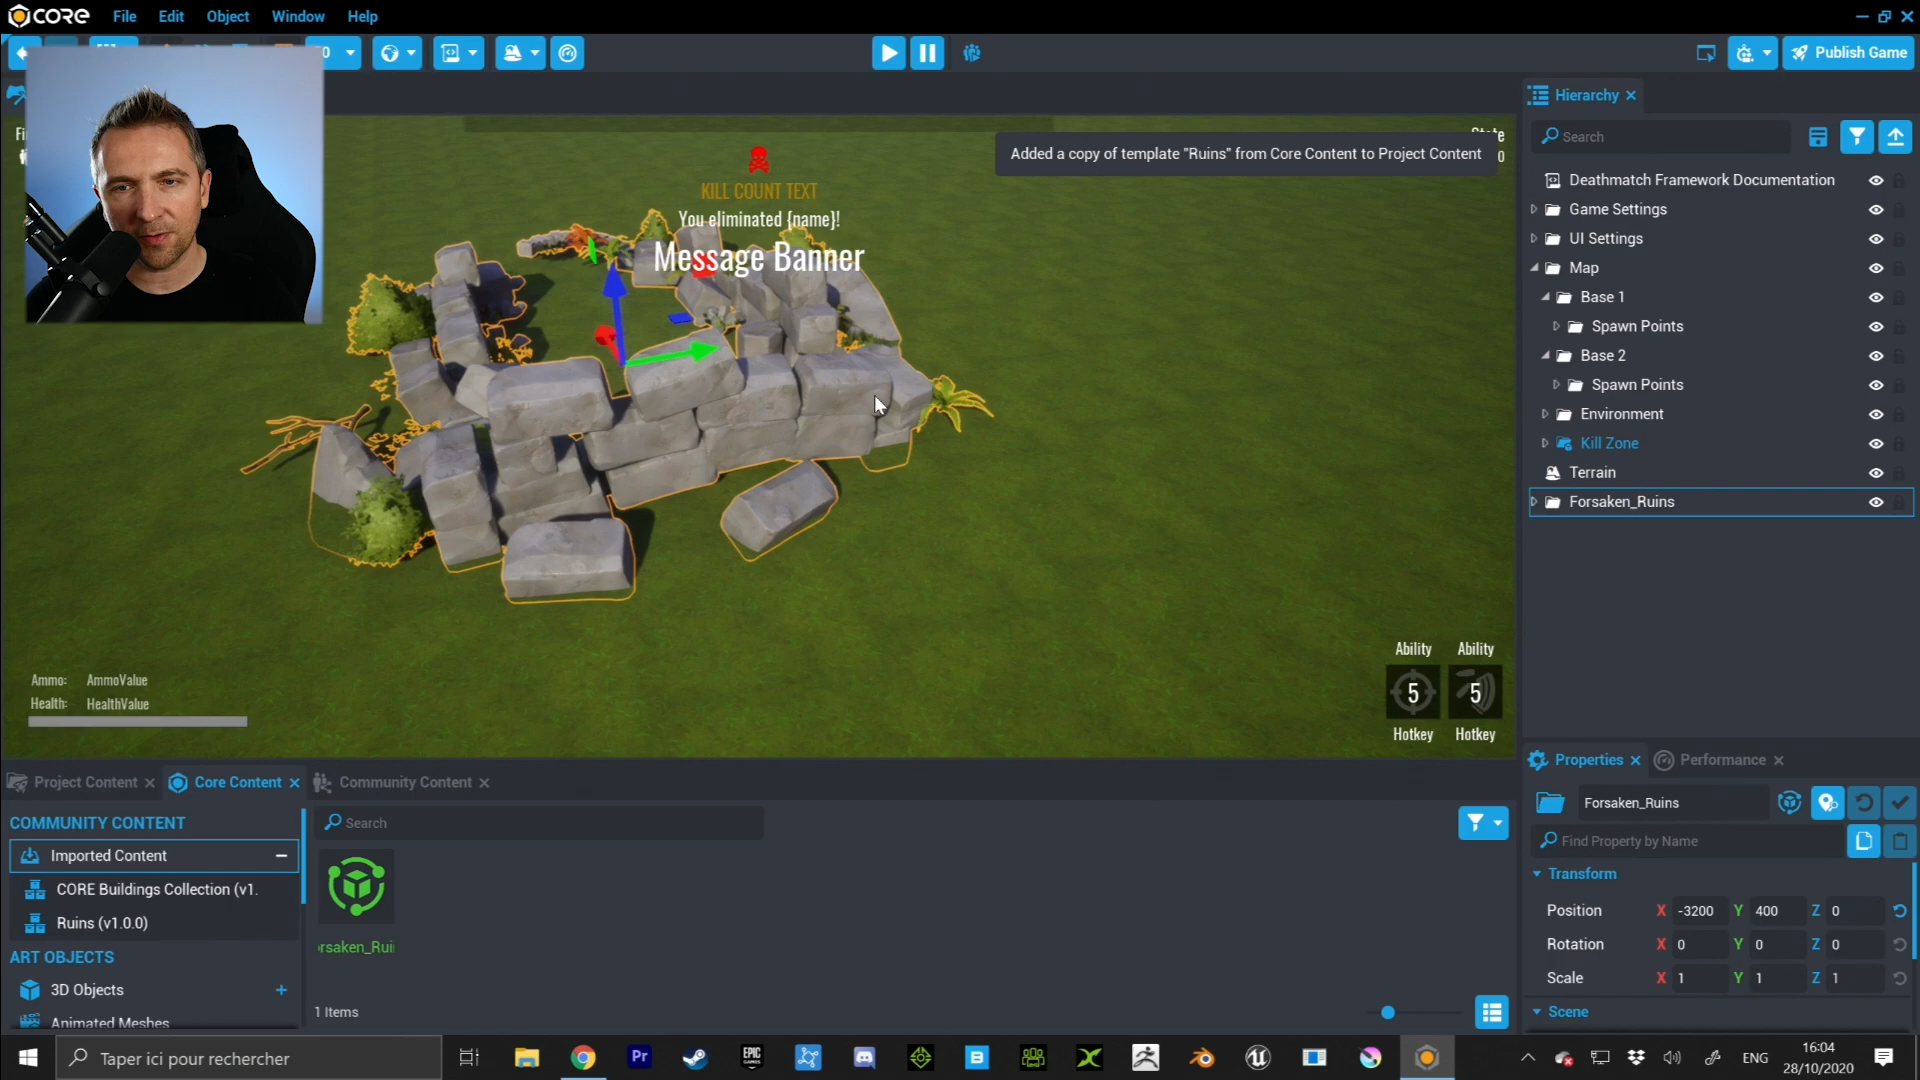 CORE
File
Edit
Object
Window
Help
Publish Game
Hierarchy
Search
Added a copy of template "Ruins" from Core Content to Project Content
KILL COUNT TEXT
You eliminated {name}!
Message Banner
Deathmatch Framework Documentation
Game Settings
UI Settings
Map
Base 1
Spawn Points
Base 2
Spawn Points
Environment
Kill Zone
Terrain
Forsaken_Ruins
Ammo: AmmoValue
Health: HealthValue
Ability
5
Hotkey
Ability
5
Hotkey
Project Content
Core Content
Community Content
COMMUNITY CONTENT
Imported Content
CORE Buildings Collection (v1.
Ruins (v1.0.0)
ART OBJECTS
3D Objects
Animated Meshes
Search
1 Items
Properties
Performance
Forsaken_Ruins
Find Property by Name
Transform
Position X -3200 Y 400 Z 0
Rotation X 0 Y 0 Z 0
Scale X 1 Y 1 Z 1
Scene
Taper ici pour rechercher
Pr
EPIC GAMES
ENG
16:04
28/10/2020